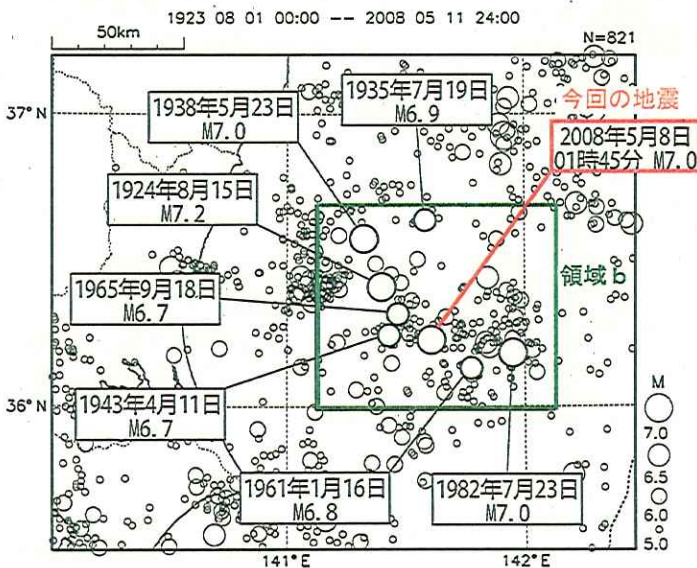 1923 08 01 00:00 -- 2008 05 11 24:00
50km
N=821
37° N
1938年5月23日
M7.0
1935年7月19日
M6.9
今回の地震
2008年5月8日
01時45分 M7.0
1924年8月15日
M7.2
領域b
1965年9月18日
M6.7
36° N
1943年4月11日
M6.7
1961年1月16日
M6.8
1982年7月23日
M7.0
M
7.0
6.5
6.0
5.0
141°E
142°E